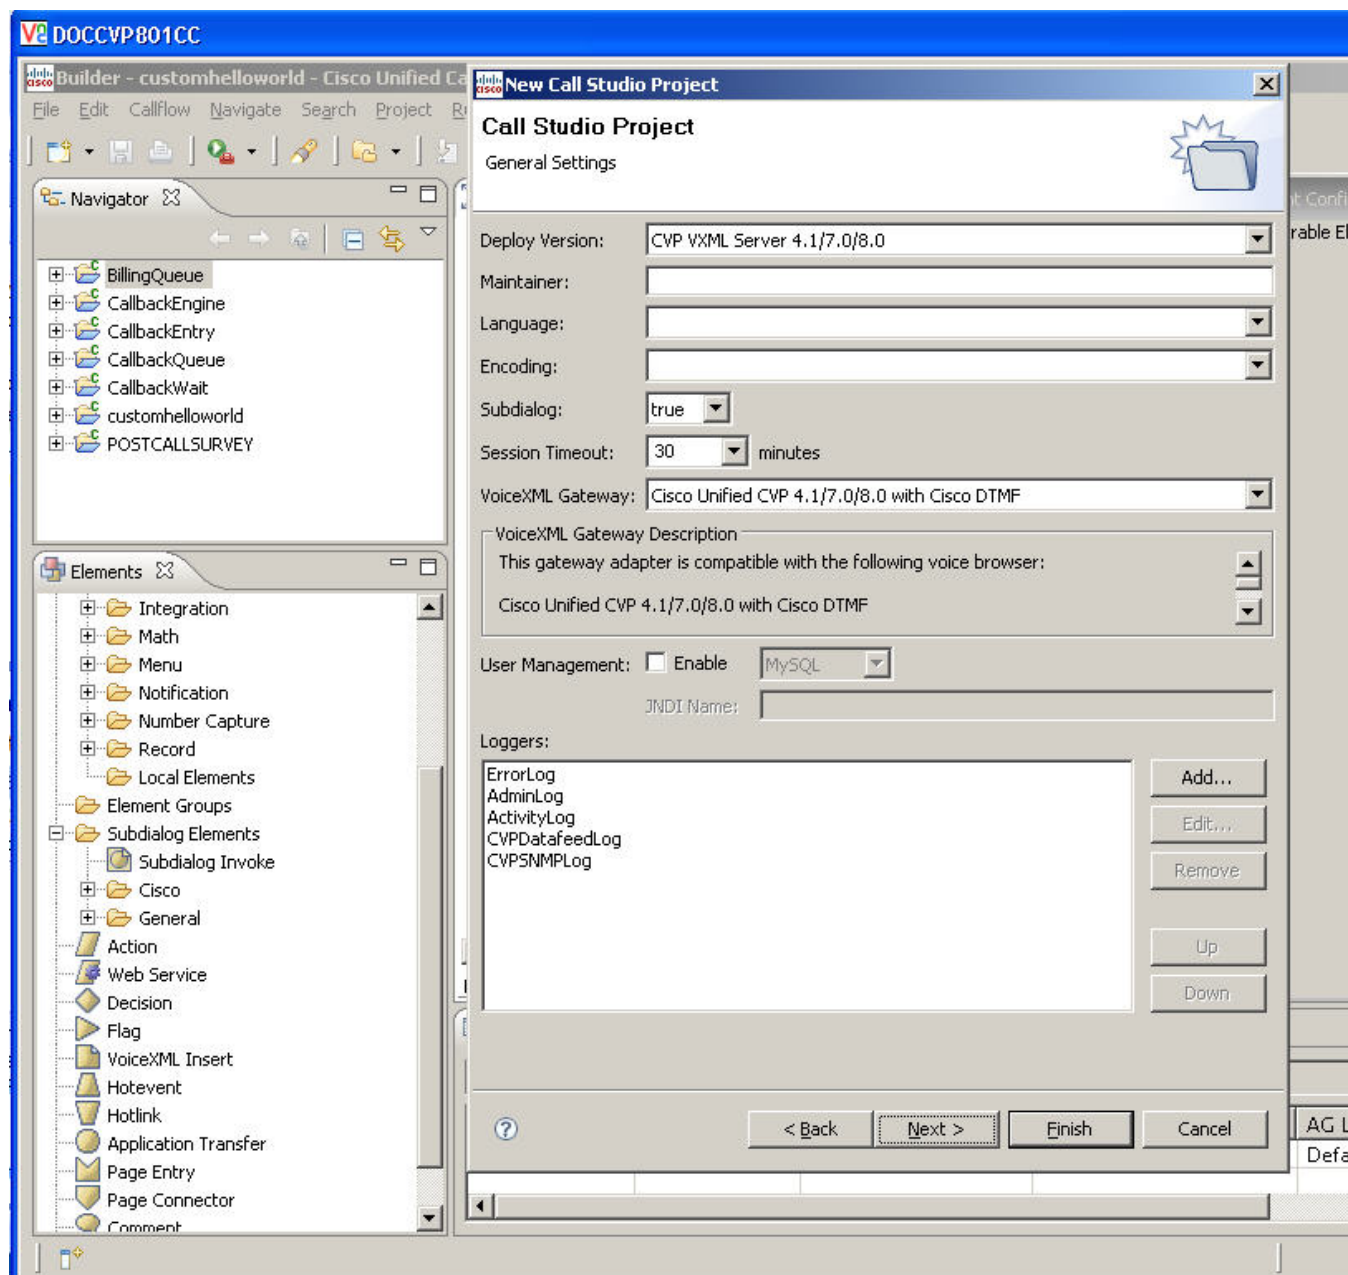 DOCCVP801CC
Builder - customhelloworld - Cisco Unified Ca
File Edit Callflow Navigate Search Project
Navigator
BillingQueue
CallbackEngine
CallbackEntry
CallbackQueue
CallbackWait
customhelloworld
POSTCALLSURVEY
Elements
Integration
Math
Menu
Notification
Number Capture
Record
Local Elements
Element Groups
Subdialog Elements
Subdialog Invoke
Cisco
General
Action
Web Service
Decision
Flag
VoiceXML Insert
Hotevent
Hotlink
Application Transfer
Page Entry
Page Connector
Comment
New Call Studio Project
Call Studio Project
General Settings
Deploy Version: CVP VXML Server 4.1/7.0/8.0
Maintainer:
Language:
Encoding:
Subdialog: true
Session Timeout: 30 minutes
VoiceXML Gateway: Cisco Unified CVP 4.1/7.0/8.0 with Cisco DTMF
VoiceXML Gateway Description
This gateway adapter is compatible with the following voice browser:
Cisco Unified CVP 4.1/7.0/8.0 with Cisco DTMF
User Management: Enable MySQL
JNDI Name:
Loggers:
ErrorLog
AdminLog
ActivityLog
CVPDatafeedLog
CVPSNMPLog
Add...
Edit...
Remove
Up
Down
< Back Next > Finish Cancel
t Confi
rable El
AG L
Defa